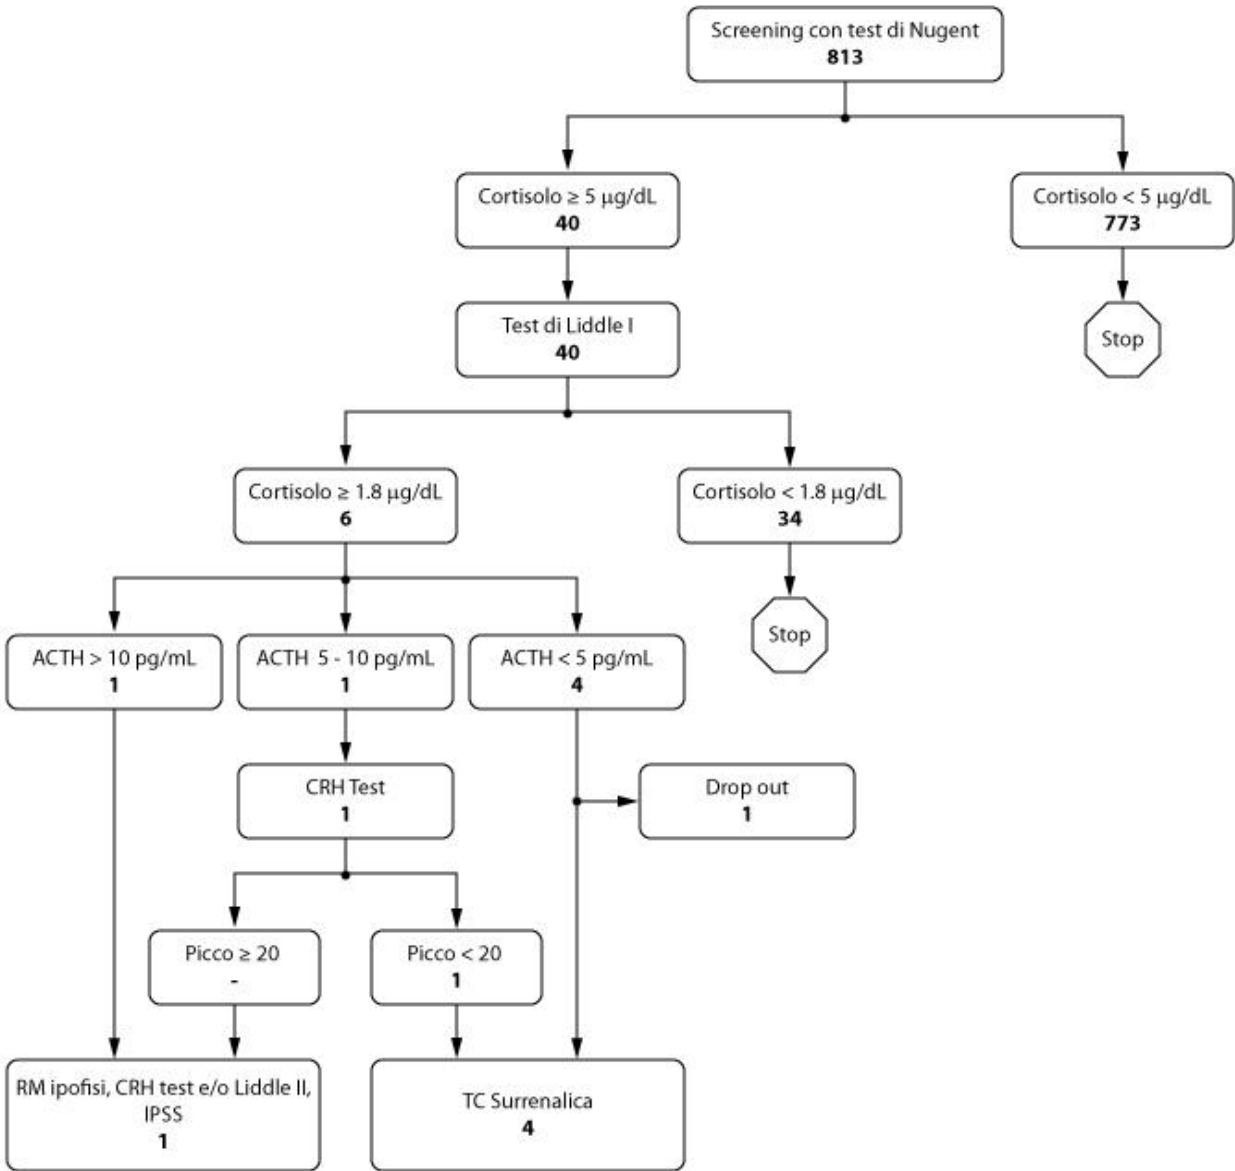 Screening con test di Nugent
813
Cortisolo ≥ 5 µg/dL
40
Cortisolo < 5 µg/dL
773
Test di Liddle I
40
Stop
Cortisolo ≥ 1.8 µg/dL
6
Cortisolo < 1.8 µg/dL
34
Stop
ACTH > 10 pg/mL
1
ACTH 5 - 10 pg/mL
1
ACTH < 5 pg/mL
4
CRH Test
1
Drop out
1
Picco ≥ 20
-
Picco < 20
1
RM ipofisi, CRH test e/o Liddle II,
IPSS
1
TC Surrenalica
4